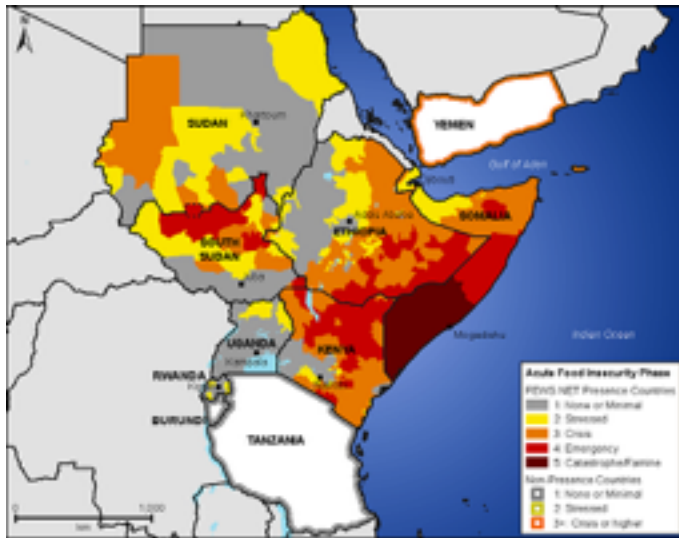 N
SUDAN
Khartoum
YEMEN
Gulf of Aden
Djibouti
Addis Ababa
ETHIOPIA
SOMALIA
SOUTH
SUDAN
Juba
UGANDA
Kampala
KENYA
Nairobi
Mogadishu
Indian Ocean
RWANDA
BURUNDI
TANZANIA
Acute Food Insecurity Phase
FEWS NET Presence Countries
1: None or Minimal
2: Stressed
3: Crisis
4: Emergency
5: Catastrophe/Famine
Non-Presence Countries
1: None or Minimal
2: Stressed
3+: Crisis or higher
0 1,000
km